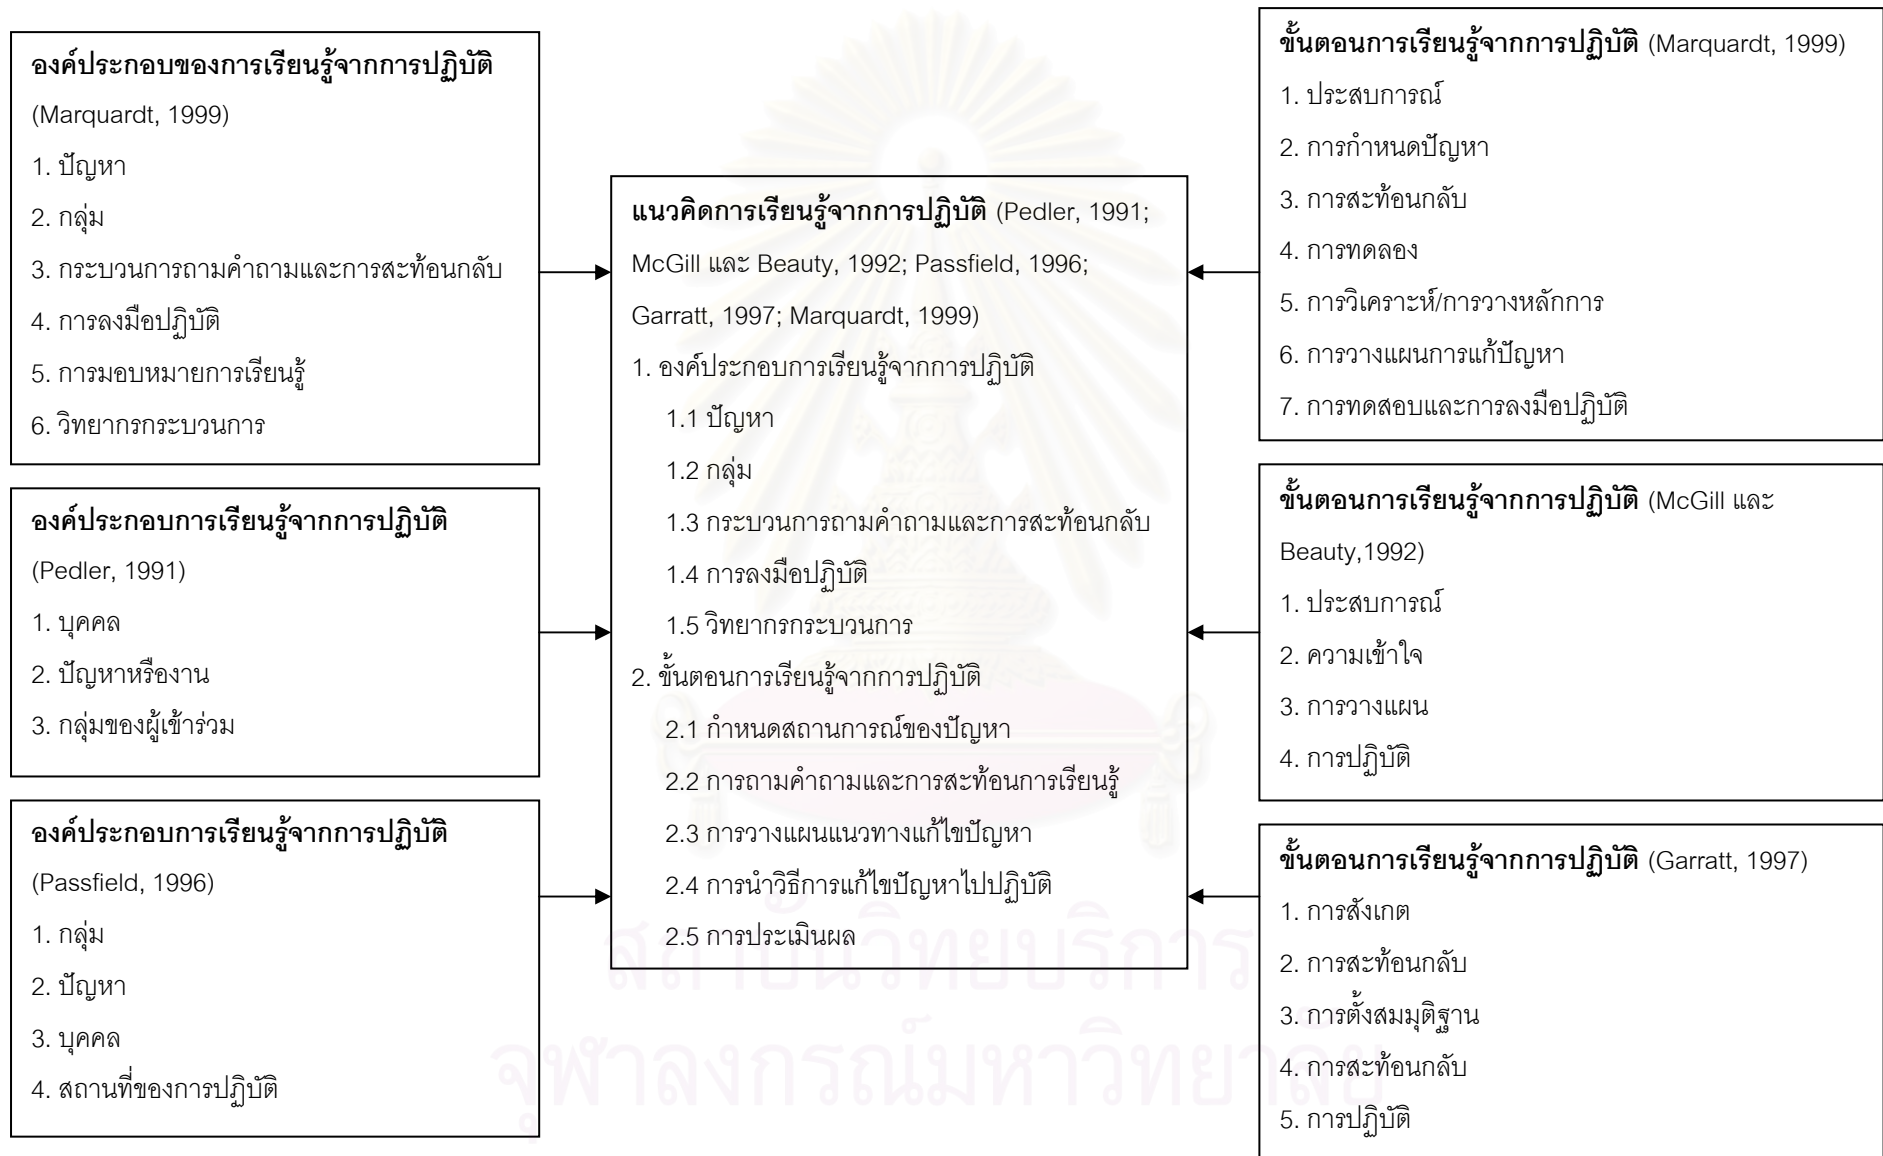 องค์ประกอบของการเรียนรู้จากการปฏิบัติ
(Marquardt, 1999)
1. ปัญหา
2. กลุ่ม
3. กระบวนการถามคำถามและการสะท้อนกลับ
4. การลงมือปฏิบัติ
5. การมอบหมายการเรียนรู้
6. วิทยากรกระบวนการ
องค์ประกอบการเรียนรู้จากการปฏิบัติ
(Pedler, 1991)
1. บุคคล
2. ปัญหาหรืองาน
3. กลุ่มของผู้เข้าร่วม
องค์ประกอบการเรียนรู้จากการปฏิบัติ
(Passfield, 1996)
1. กลุ่ม
2. ปัญหา
3. บุคคล
4. สถานที่ของการปฏิบัติ
แนวคิดการเรียนรู้จากการปฏิบัติ (Pedler, 1991;
McGill และ Beauty, 1992; Passfield, 1996;
Garratt, 1997; Marquardt, 1999)
1. องค์ประกอบการเรียนรู้จากการปฏิบัติ
1.1 ปัญหา
1.2 กลุ่ม
1.3 กระบวนการถามคำถามและการสะท้อนกลับ
1.4 การลงมือปฏิบัติ
1.5 วิทยากรกระบวนการ
2. ขั้นตอนการเรียนรู้จากการปฏิบัติ
2.1 กำหนดสถานการณ์ของปัญหา
2.2 การถามคำถามและการสะท้อนการเรียนรู้
2.3 การวางแผนแนวทางแก้ไขปัญหา
2.4 การนำวิธีการแก้ไขปัญหาไปปฏิบัติ
2.5 การประเมินผล
ขั้นตอนการเรียนรู้จากการปฏิบัติ (Marquardt, 1999)
1. ประสบการณ์
2. การกำหนดปัญหา
3. การสะท้อนกลับ
4. การทดลอง
5. การวิเคราะห์/การวางหลักการ
6. การวางแผนการแก้ปัญหา
7. การทดสอบและการลงมือปฏิบัติ
ขั้นตอนการเรียนรู้จากการปฏิบัติ (McGill และ
Beauty,1992)
1. ประสบการณ์
2. ความเข้าใจ
3. การวางแผน
4. การปฏิบัติ
ขั้นตอนการเรียนรู้จากการปฏิบัติ (Garratt, 1997)
1. การสังเกต
2. การสะท้อนกลับ
3. การตั้งสมมุติฐาน
4. การสะท้อนกลับ
5. การปฏิบัติ
สถาบันวิทยบริการ
จุฬาลงกรณ์มหาวิทยาลัย